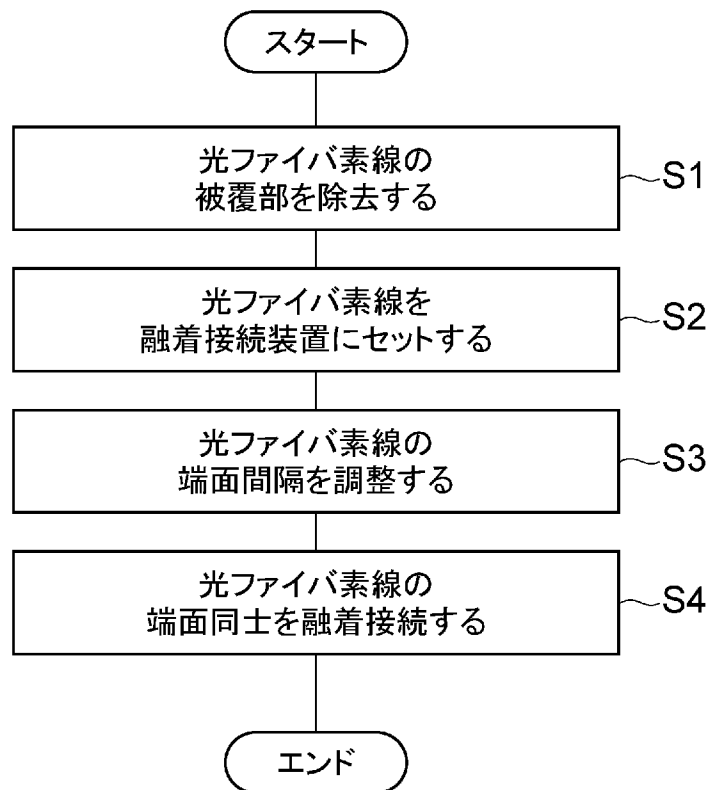 スタート
光ファイバ素線の
被覆部を除去する
S1
光ファイバ素線を
融着接続装置にセットする
S2
光ファイバ素線の
端面間隔を調整する
S3
光ファイバ素線の
端面同士を融着接続する
S4
エンド